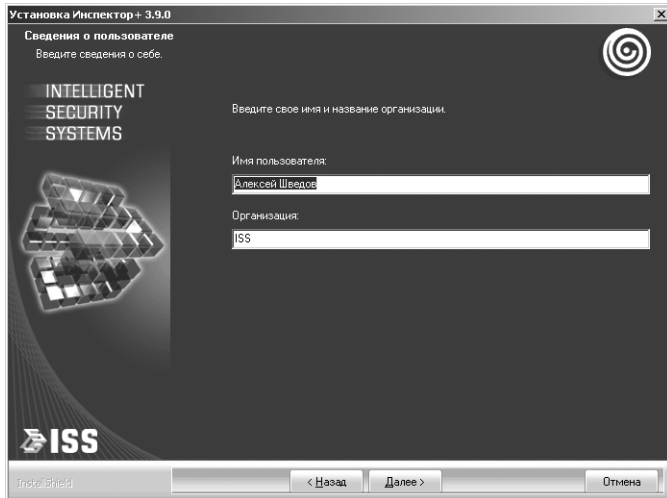 Установка Инспектор+ 3.9.0
Сведения о пользователе
Введите сведения о себе.
INTELLIGENT
SECURITY
SYSTEMS
Введите свое имя и название организации.
Имя пользователя:
Алексей Шведов
Организация:
ISS
ISS
InstallShield
< Назад
Далее >
Отмена